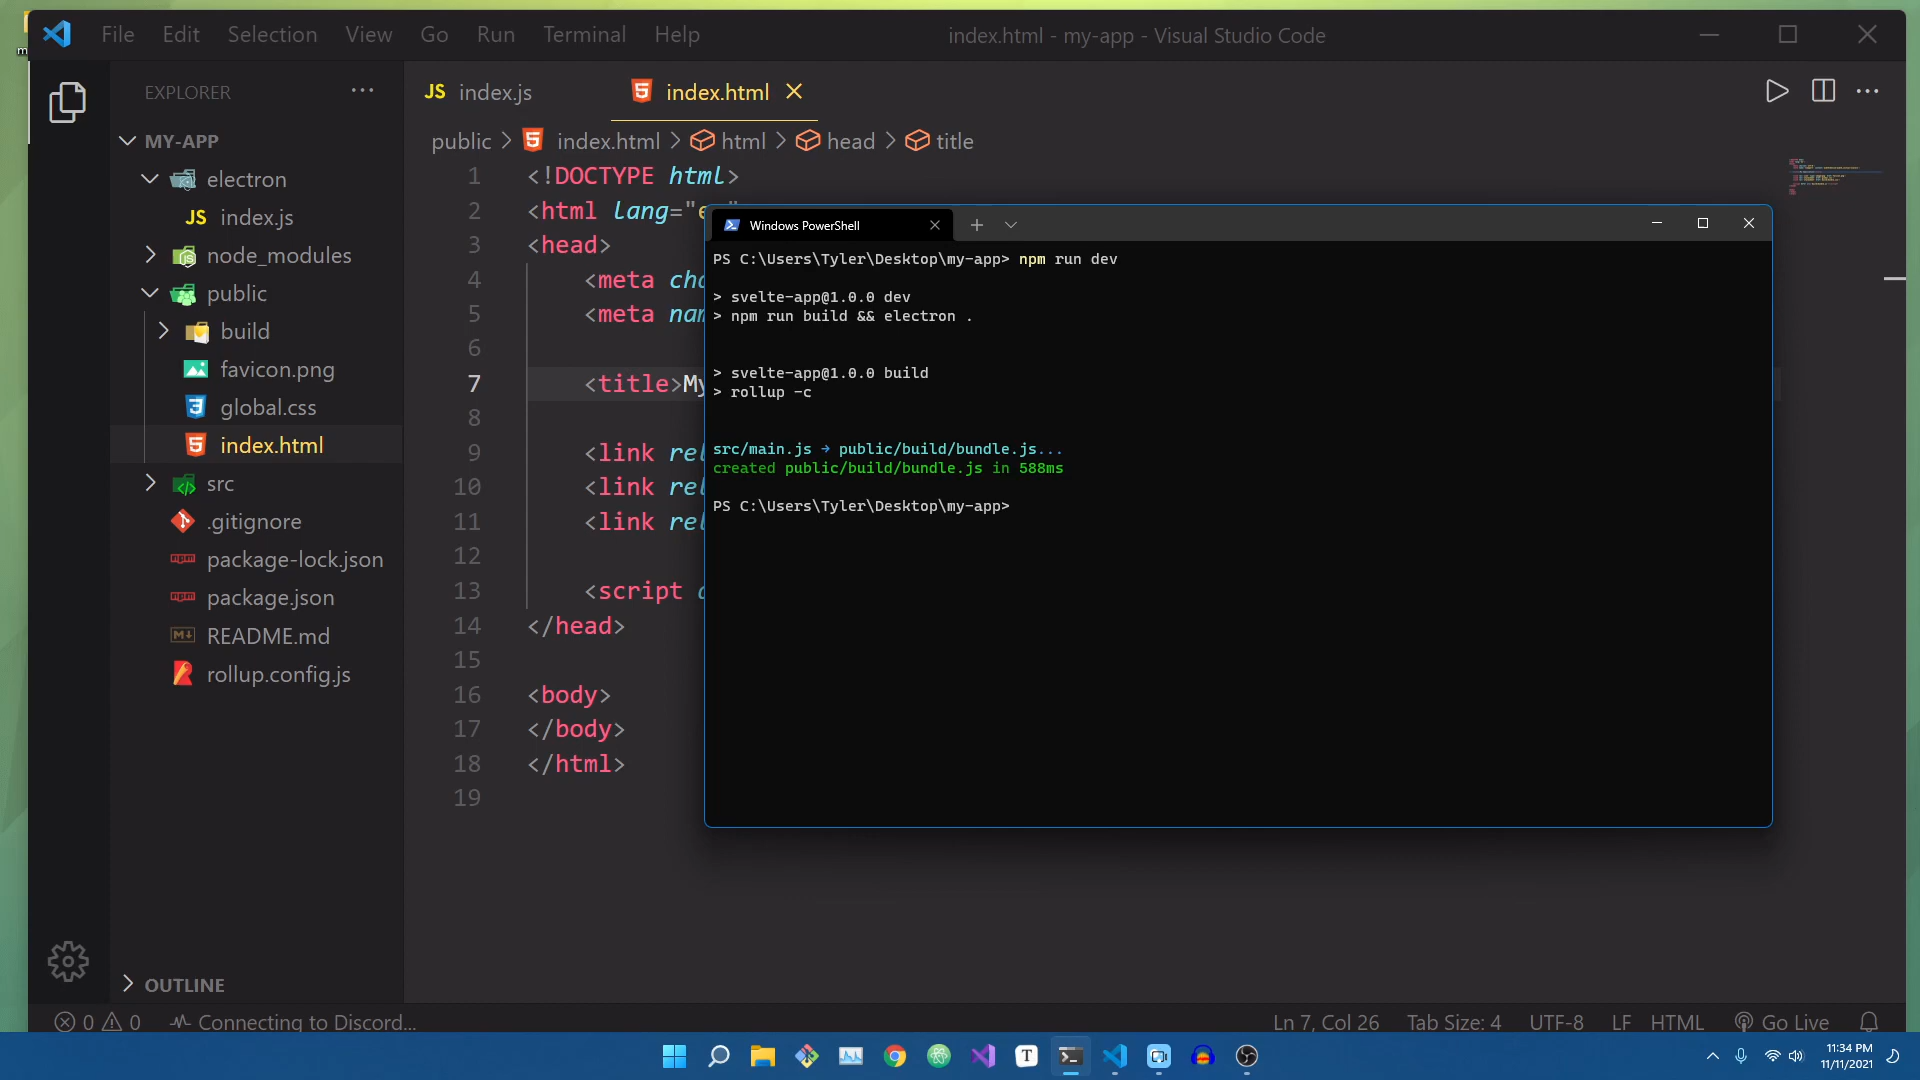 m
File Edit Selection View Go Run Terminal Help
index.html - my-app - Visual Studio Code
EXPLORER ···
MY-APP
electron
JS index.js
node_modules
public
build
favicon.png
global.css
index.html
src
.gitignore
package-lock.json
package.json
README.md
rollup.config.js
OUTLINE
JS index.js
index.html
public > index.html > html > head > title
1 <!DOCTYPE html>
2 <html lang="e
3 <head>
4 <meta cha
5 <meta nam
6
7 <title>My
8
9 <link rel
10 <link rel
11 <link rel
12
13 <script d
14 </head>
15
16 <body>
17 </body>
18 </html>
19
Windows PowerShell
PS C:\Users\Tyler\Desktop\my-app> npm run dev
> svelte-app@1.0.0 dev
> npm run build && electron .
> svelte-app@1.0.0 build
> rollup -c
src/main.js → public/build/bundle.js...
created public/build/bundle.js in 588ms
PS C:\Users\Tyler\Desktop\my-app>
0 0 Connecting to Discord...
Ln 7, Col 26 Tab Size: 4 UTF-8 LF HTML Go Live
T
11:34 PM
11/11/2021